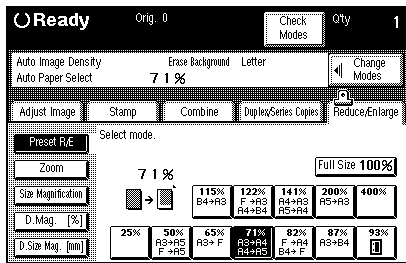 Ready
Orig. 0
Check Modes
Q'ty 1
Auto Image Density
Erase Background
Letter
Auto Paper Select
71%
Change Modes
Adjust Image
Stamp
Combine
Duplex/Series Copies
Reduce/Enlarge
Preset R/E
Select mode.
Zoom
71%
Full Size 100%
Size Magnification
115% B4→A3
122% F→A3 A4→B4
141% A4→A3 A5→A4
200% A5→A3
400%
D.Mag. [%]
D.Size Mag. [mm]
25%
50% A3→A5 F→A5
65% A3→F
71% A3→A4 A4→A5
82% F→A4 B4→A4
87% A3→B4
93%